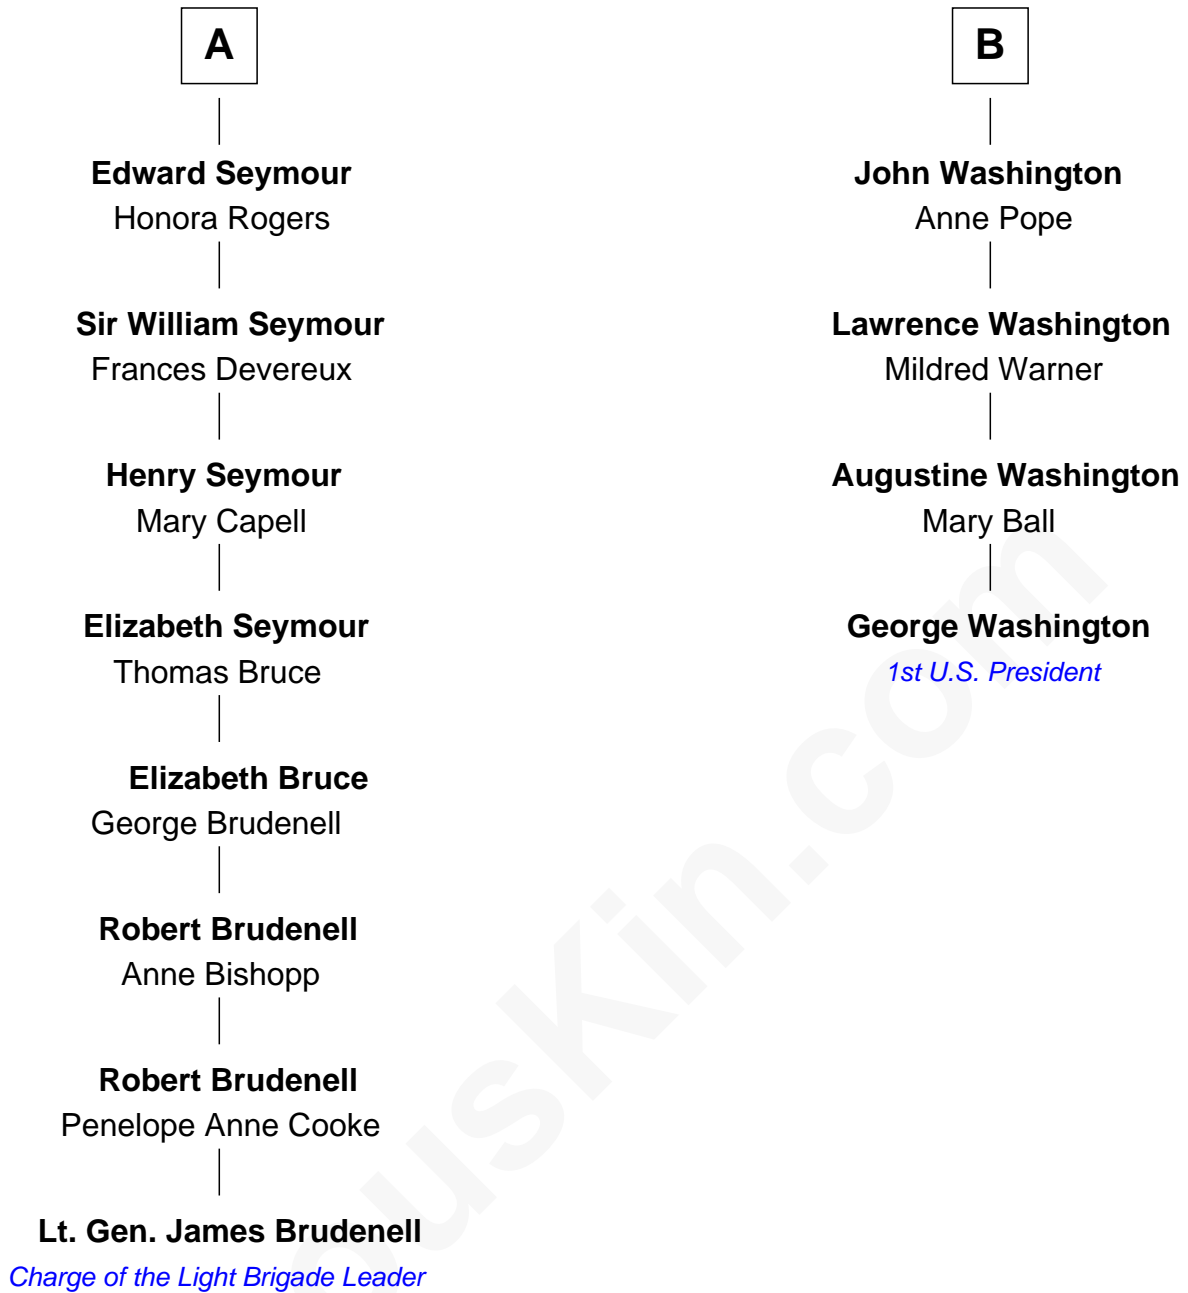 A
Edward Seymour
Honora Rogers
Sir William Seymour
Frances Devereux
Henry Seymour
Mary Capell
Elizabeth Seymour
Thomas Bruce
Elizabeth Bruce
George Brudenell
Robert Brudenell
Anne Bishopp
Robert Brudenell
Penelope Anne Cooke
Lt. Gen. James Brudenell
Charge of the Light Brigade Leader
B
John Washington
Anne Pope
Lawrence Washington
Mildred Warner
Augustine Washington
Mary Ball
George Washington
1st U.S. President
ousKin.com